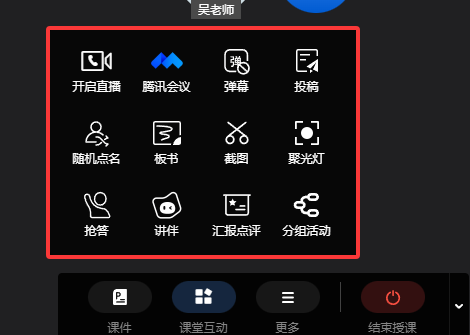 吴老师
开启直播 腾讯会议 弹幕 投稿
随机点名 板书 截图 聚光灯
抢答 讲伴 汇报点评 分组活动
课件 课堂互动 更多 结束授课